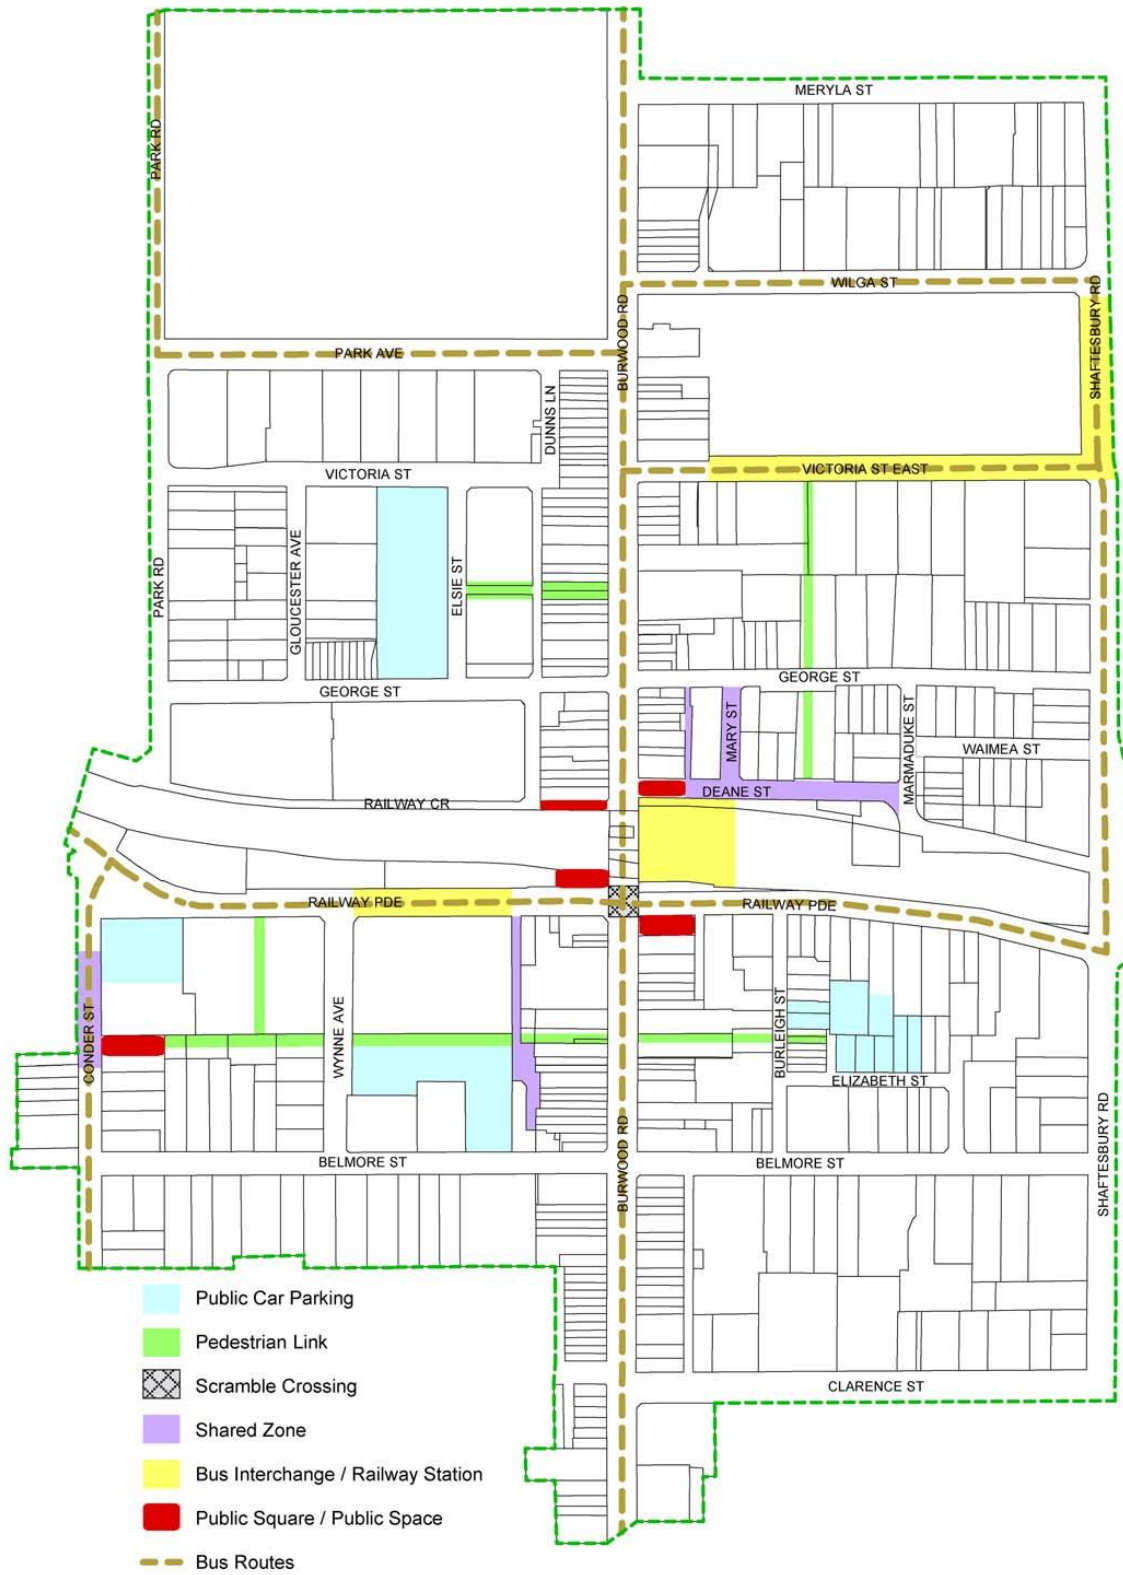 MERYLA ST
PARK RD
WILGA ST
BURWOOD RD
SHAFTESBURY RD
PARK AVE
DUNNS LN
VICTORIA ST
VICTORIA ST EAST
PARK RD
GLOUCESTER AVE
ELSIE ST
GEORGE ST
GEORGE ST
MARY ST
MARMADUKE ST
WAIMEA ST
DEANE ST
RAILWAY CR
RAILWAY PDE
RAILWAY PDE
CONDER ST
WYNNE AVE
BURLEIGH ST
ELIZABETH ST
BURWOOD RD
SHAFTESBURY RD
BELMORE ST
BELMORE ST
CLARENCE ST
Public Car Parking
Pedestrian Link
Scramble Crossing
Shared Zone
Bus Interchange / Railway Station
Public Square / Public Space
Bus Routes